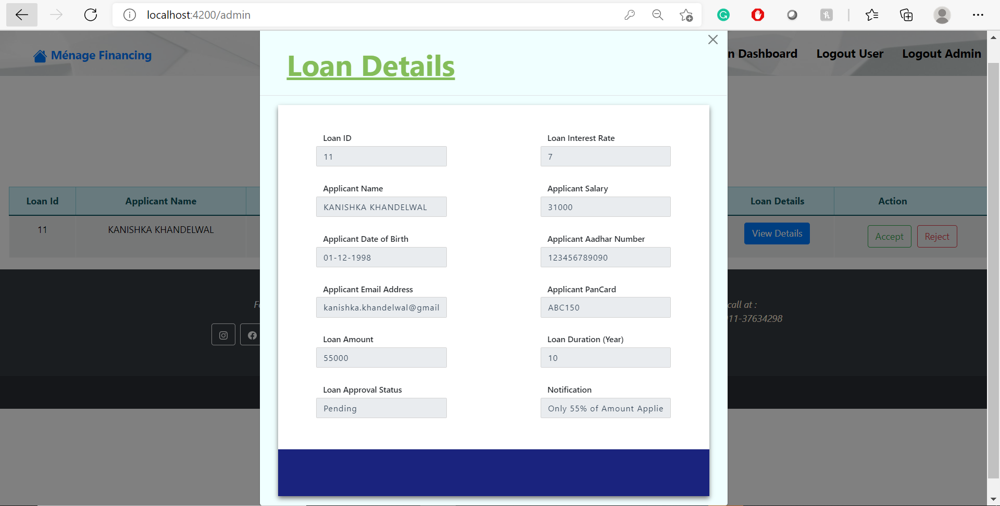 localhost:4200/admin
Ménage Financing
Loan Details
n Dashboard
Logout User
Logout Admin
Loan ID
Loan Interest Rate
11
7
Applicant Name
Applicant Salary
KANISHKA KHANDELWAL
31000
Loan Id
Applicant Name
Loan Details
Action
11
KANISHKA KHANDELWAL
View Details
Accept
Reject
Applicant Date of Birth
Applicant Aadhar Number
01-12-1998
123456789090
Applicant Email Address
Applicant PanCard
kanishka.khandelwal@gmail
ABC150
call at :
11-37634298
Loan Amount
Loan Duration (Year)
55000
10
Loan Approval Status
Notification
Pending
Only 55% of Amount Applie